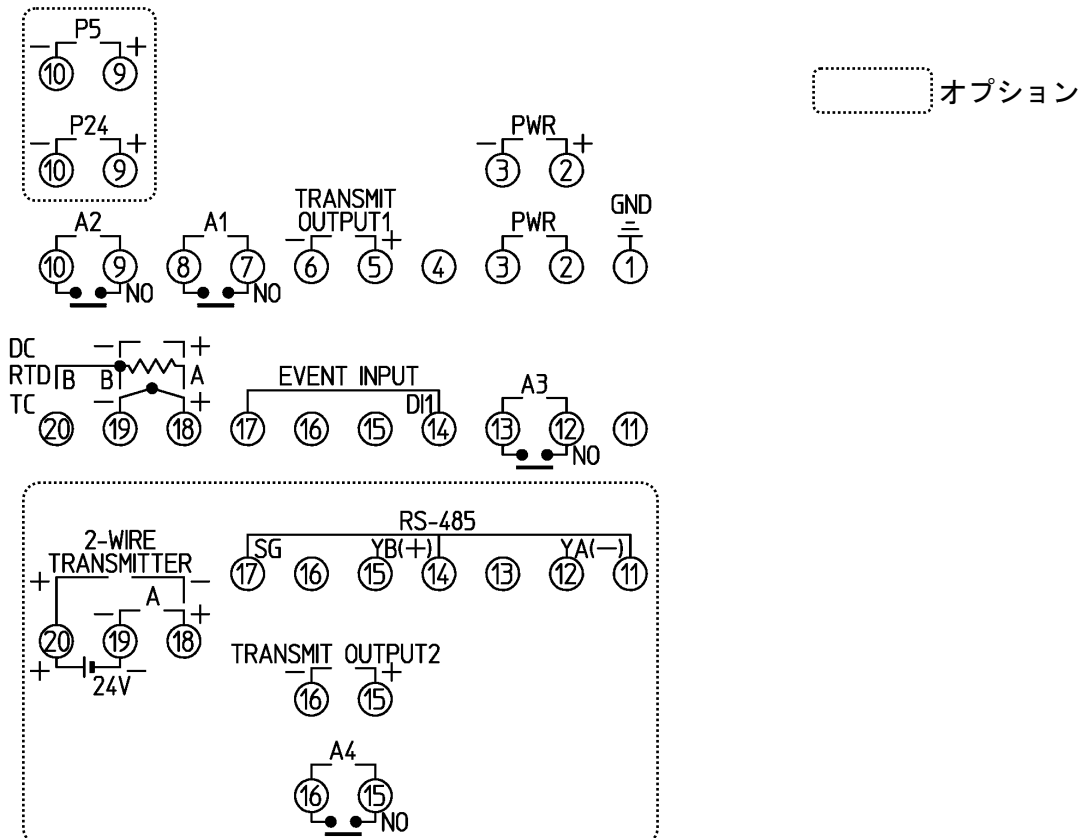 P5
− +
⑩ ⑨
オプション
P24
− +
⑩ ⑨
PWR
− +
③ ②
A2
⑩ ⑨
NO
A1
⑧ ⑦
NO
TRANSMIT
OUTPUT1
− +
⑥ ⑤
④
PWR
③ ②
GND
①
DC − +
RTD B B A
TC − +
⑳ ⑲ ⑱
EVENT INPUT
DI1
⑰ ⑯ ⑮ ⑭
A3
⑬ ⑫
NO
⑪
2-WIRE
TRANSMITTER
+ −
A
− +
⑳ ⑲ ⑱
+ −
24V
RS-485
SG YB(+) YA(−)
⑰ ⑯ ⑮ ⑭ ⑬ ⑫ ⑪
TRANSMIT OUTPUT2
− +
⑯ ⑮
A4
⑯ ⑮
NO